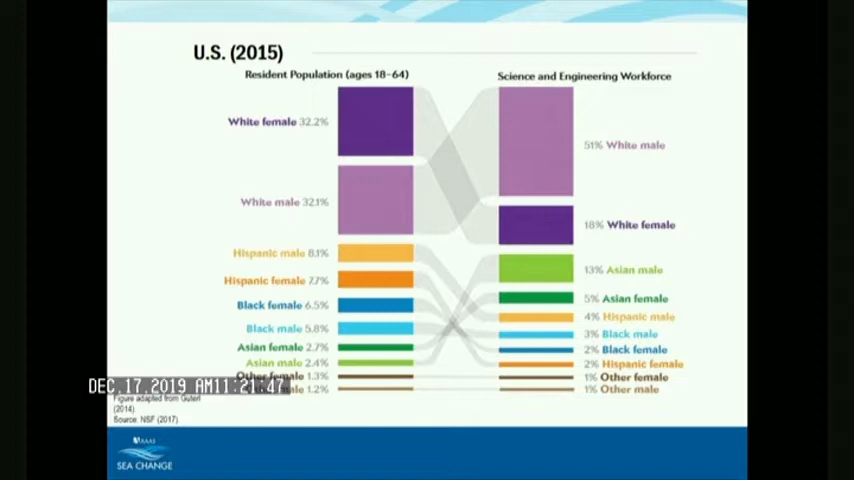 U.S. (2015)
Resident Population (ages 18-64)
Science and Engineering Workforce
White female 32.2%
White male 32.1%
Hispanic male 8.1%
Hispanic female 7.7%
Black female 6.5%
Black male 5.8%
Asian female 2.7%
Asian male 2.4%
Other female 1.3%
male 1.2%
51% White male
18% White female
13% Asian male
5% Asian female
4% Hispanic male
3% Black male
2% Black female
2% Hispanic female
1% Other female
1% Other male
DEC.17.2019 AM11:21:47
Figure adapted from Guterl
(2014).
Source: NSF (2017)
AAAS
SEA CHANGE